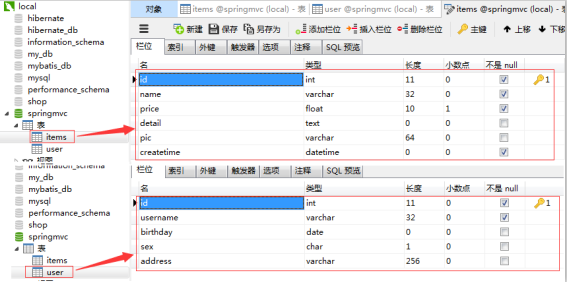 local
hibernate
hibernate_db
information_schema
my_db
mybatis_db
mysql
performance_schema
shop
springmvc
表
items
user
视图
information_schema
my_db
mybatis_db
mysql
performance_schema
shop
springmvc
表
items
user
对象 items @springmvc (local) - 表 user @springmvc (local) - 表 items @springmvc (local) - 表
新建 保存 另存为 添加栏位 插入栏位 删除栏位 主键 上移 下移
栏位 索引 外键 触发器 选项 注释 SQL 预览
名 类型 长度 小数点 不是 null
id int 11 0 1
name varchar 32 0
price float 10 1
detail text 0 0
pic varchar 64 0
createtime datetime 0 0
栏位 索引 外键 触发器 选项 注释 SQL 预览
名 类型 长度 小数点 不是 null
id int 11 0 1
username varchar 32 0
birthday date 0 0
sex char 1 0
address varchar 256 0